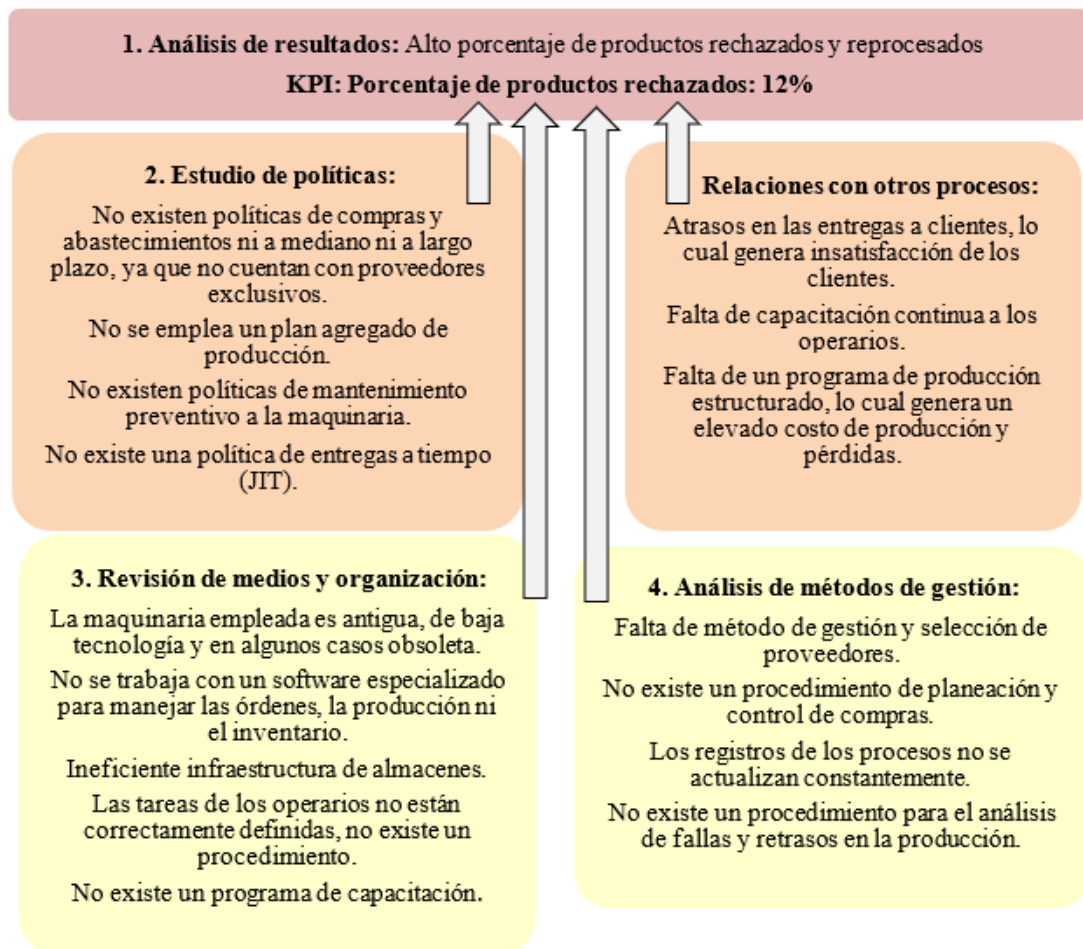 1. Análisis de resultados: Alto porcentaje de productos rechazados y reprocesados
KPI: Porcentaje de productos rechazados: 12%
2. Estudio de políticas:
No existen políticas de compras y
abastecimientos ni a mediano ni a largo
plazo, ya que no cuentan con proveedores
exclusivos.
No se emplea un plan agregado de
producción.
No existen políticas de mantenimiento
preventivo a la maquinaria.
No existe una política de entregas a tiempo
(JIT).
Relaciones con otros procesos:
Atrasos en las entregas a clientes, lo
cual genera insatisfacción de los
clientes.
Falta de capacitación continua a los
operarios.
Falta de un programa de producción
estructurado, lo cual genera un
elevado costo de producción y
pérdidas.
3. Revisión de medios y organización:
La maquinaria empleada es antigua, de baja
tecnología y en algunos casos obsoleta.
No se trabaja con un software especializado
para manejar las órdenes, la producción ni
el inventario.
Ineficiente infraestructura de almacenes.
Las tareas de los operarios no están
correctamente definidas, no existe un
procedimiento.
No existe un programa de capacitación.
4. Análisis de métodos de gestión:
Falta de método de gestión y selección de
proveedores.
No existe un procedimiento de planeación y
control de compras.
Los registros de los procesos no se
actualizan constantemente.
No existe un procedimiento para el análisis
de fallas y retrasos en la producción.